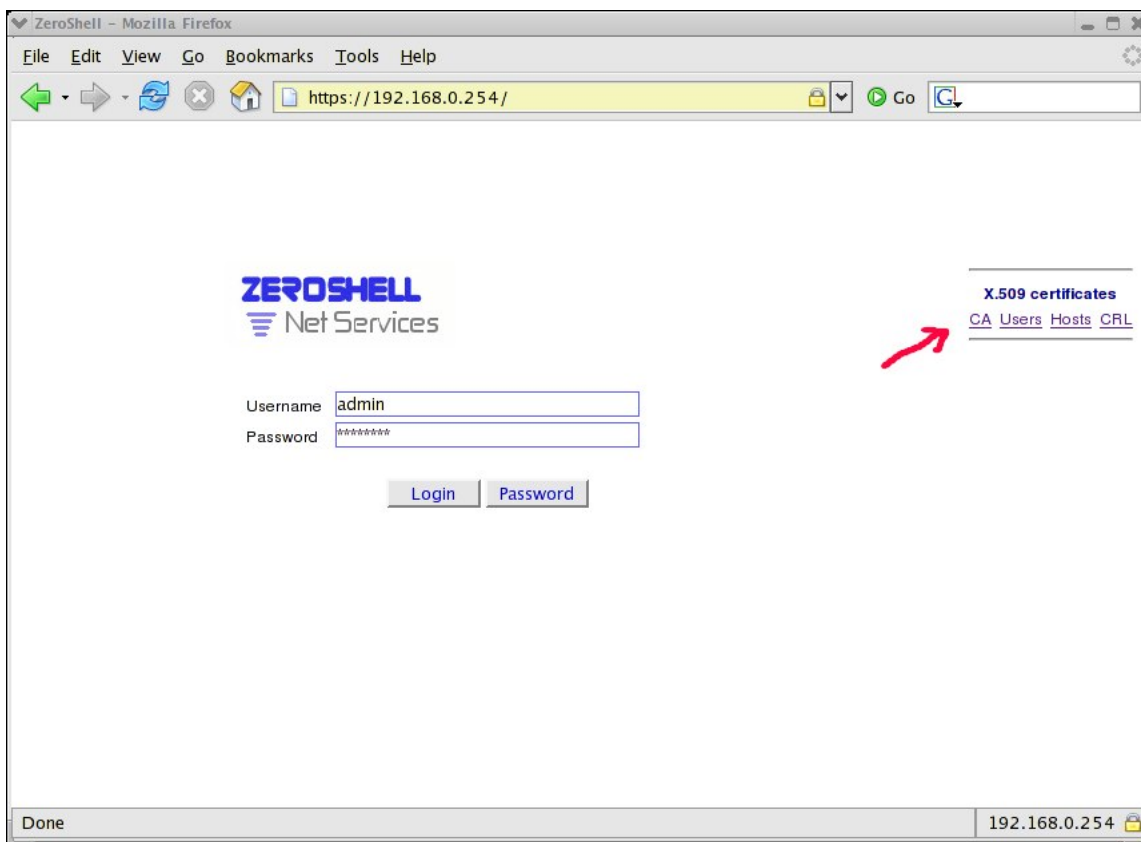 ZeroShell - Mozilla Firefox
File Edit View Go Bookmarks Tools Help
https://192.168.0.254/ Go G
ZEROSHELL
Net Services
X.509 certificates
CA Users Hosts CRL
Username admin
Password ********
Login Password
Done 192.168.0.254